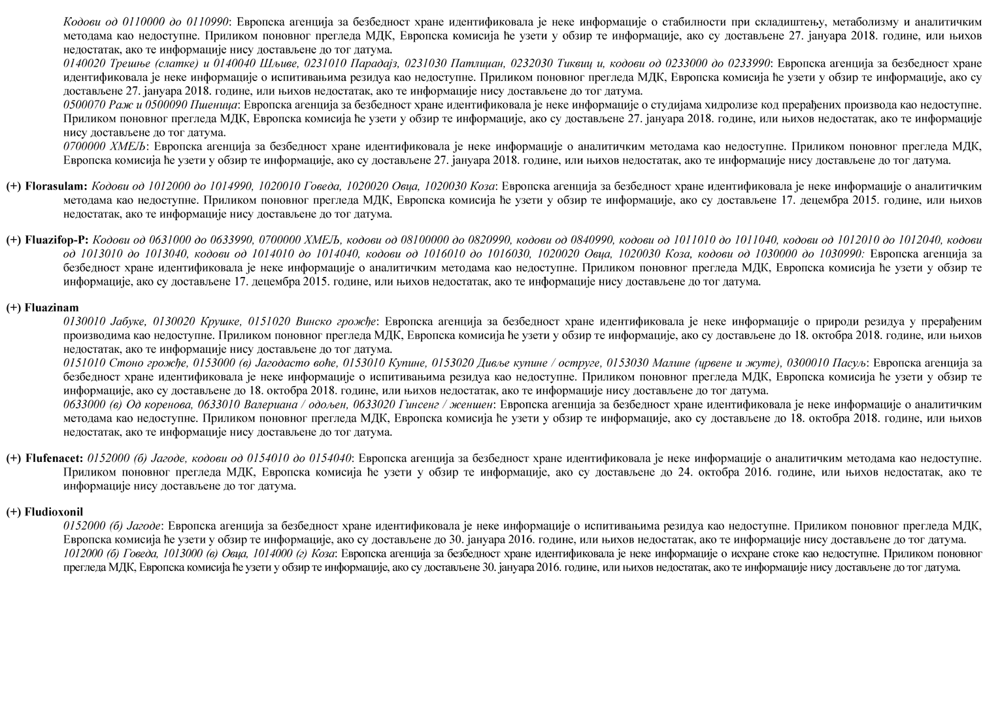 Кодови од 0110000 до 0110990: Европска агенција за безбедност хране идентификовала је неке информације о стабилности при складиштењу, метаболизму и аналитичким
методама као недоступне. Приликом поновног прегледа МДК, Европска комисија ће узети у обзир те информације, ако су достављене 27. јануара 2018. године, или њихов
недостатак, ако те информације нису достављене до тог датума.
0140020 Трешње (слатке) и 0140040 Шљиве, 0231010 Парадајз, 0231030 Патлиџан, 0232030 Тиквиц и, кодови од 0233000 до 0233990: Европска агенција за безбедност хране
идентификовала је неке информације о испитивањима резидуа као недоступне. Приликом поновног прегледа МДК, Европска комисија ће узети у обзир те информације, ако су
достављене 27. јануара 2018. године, или њихов недостатак, ако те информације нису достављене до тог датума.
0500070 Раж и 0500090 Пшеница: Европска агенција за безбедност хране идентификовала је неке информације о студијама хидролизе код прерађених производа као недоступне.
Приликом поновног прегледа МДК, Европска комисија ће узети у обзир те информације, ако су достављене 27. јануара 2018. године, или њихов недостатак, ако те информације
нису достављене до тог датума.
0700000 ХМЕЉ: Европска агенција за безбедност хране идентификовала је неке информације о аналитичким методама као недоступне. Приликом поновног прегледа МДК,
Европска комисија ће узети у обзир те информације, ако су достављене 27. јануара 2018. године, или њихов недостатак, ако те информације нису достављене до тог датума.
(+) Florasulam: Кодови од 1012000 до 1014990, 1020010 Говеда, 1020020 Овца, 1020030 Коза: Европска агенција за безбедност хране идентификовала је неке информације о аналитичким
методама као недоступне. Приликом поновног прегледа МДК, Европска комисија ће узети у обзир те информације, ако су достављене 17. децембра 2015. године, или њихов
недостатак, ако те информације нису достављене до тог датума.
(+) Fluazifop-P: Кодови од 0631000 до 0633990, 0700000 ХМЕЉ, кодови од 08100000 до 0820990, кодови од 0840990, кодови од 1011010 до 1011040, кодови од 1012010 до 1012040, кодови
од 1013010 до 1013040, кодови од 1014010 до 1014040, кодови од 1016010 до 1016030, 1020020 Овца, 1020030 Коза, кодови од 1030000 до 1030990: Европска агенција за
безбедност хране идентификовала је неке информације о аналитичким методама као недоступне. Приликом поновног прегледа МДК, Европска комисија ће узети у обзир те
информације, ако су достављене 17. децембра 2015. године, или њихов недостатак, ако те информације нису достављене до тог датума.
(+) Fluazinam
0130010 Јабуке, 0130020 Крушке, 0151020 Винско грожђе: Европска агенција за безбедност хране идентификовала је неке информације о природи резидуа у прерађеним
производима као недоступне. Приликом поновног прегледа МДК, Европска комисија ће узети у обзир те информације, ако су достављене до 18. октобра 2018. године, или њихов
недостатак, ако те информације нису достављене до тог датума.
0151010 Стоно грожђе, 0153000 (в) Јагодасто воће, 0153010 Купине, 0153020 Дивље купине / оструге, 0153030 Малине (црвене и жуте), 0300010 Пасуљ: Европска агенција за
безбедност хране идентификовала је неке информације о испитивањима резидуа као недоступне. Приликом поновног прегледа МДК, Европска комисија ће узети у обзир те
информације, ако су достављене до 18. октобра 2018. године, или њихов недостатак, ако те информације нису достављене до тог датума.
0633000 (в) Од коренова, 0633010 Валериана / одољен, 0633020 Гинсенг / женшен: Европска агенција за безбедност хране идентификовала је неке информације о аналитичким
методама као недоступне. Приликом поновног прегледа МДК, Европска комисија ће узети у обзир те информације, ако су достављене до 18. октобра 2018. године, или њихов
недостатак, ако те информације нису достављене до тог датума.
(+) Flufenacet: 0152000 (б) Јагоде, кодови од 0154010 до 0154040: Европска агенција за безбедност хране идентификовала је неке информације о аналитичким методама као недоступне.
Приликом поновног прегледа МДК, Европска комисија ће узети у обзир те информације, ако су достављене до 24. октобра 2016. године, или њихов недостатак, ако те
информације нису достављене до тог датума.
(+) Fludioxonil
0152000 (б) Јагоде: Европска агенција за безбедност хране идентификовала је неке информације о испитивањима резидуа као недоступне. Приликом поновног прегледа МДК,
Европска комисија ће узети у обзир те информације, ако су достављене до 30. јануара 2016. године, или њихов недостатак, ако те информације нису достављене до тог датума.
1012000 (б) Говеда, 1013000 (в) Овца, 1014000 (г) Коза: Европска агенција за безбедност хране идентификовала је неке информације о исхране стоке као недоступне. Приликом поновног
прегледа МДК, Европска комисија ће узети у обзир те информације, ако су достављене 30. јануара 2016. године, или њихов недостатак, ако те информације нису достављене до тог датума.